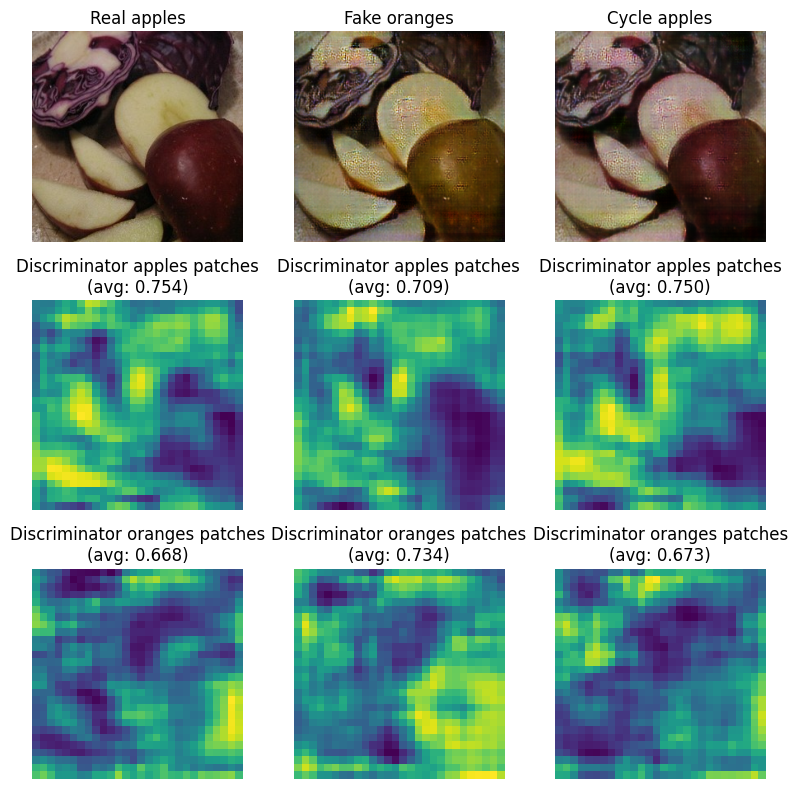 Real apples
Fake oranges
Cycle apples
Discriminator apples patches
(avg: 0.754)
Discriminator apples patches
(avg: 0.709)
Discriminator apples patches
(avg: 0.750)
Discriminator oranges patches
(avg: 0.668)
Discriminator oranges patches
(avg: 0.734)
Discriminator oranges patches
(avg: 0.673)